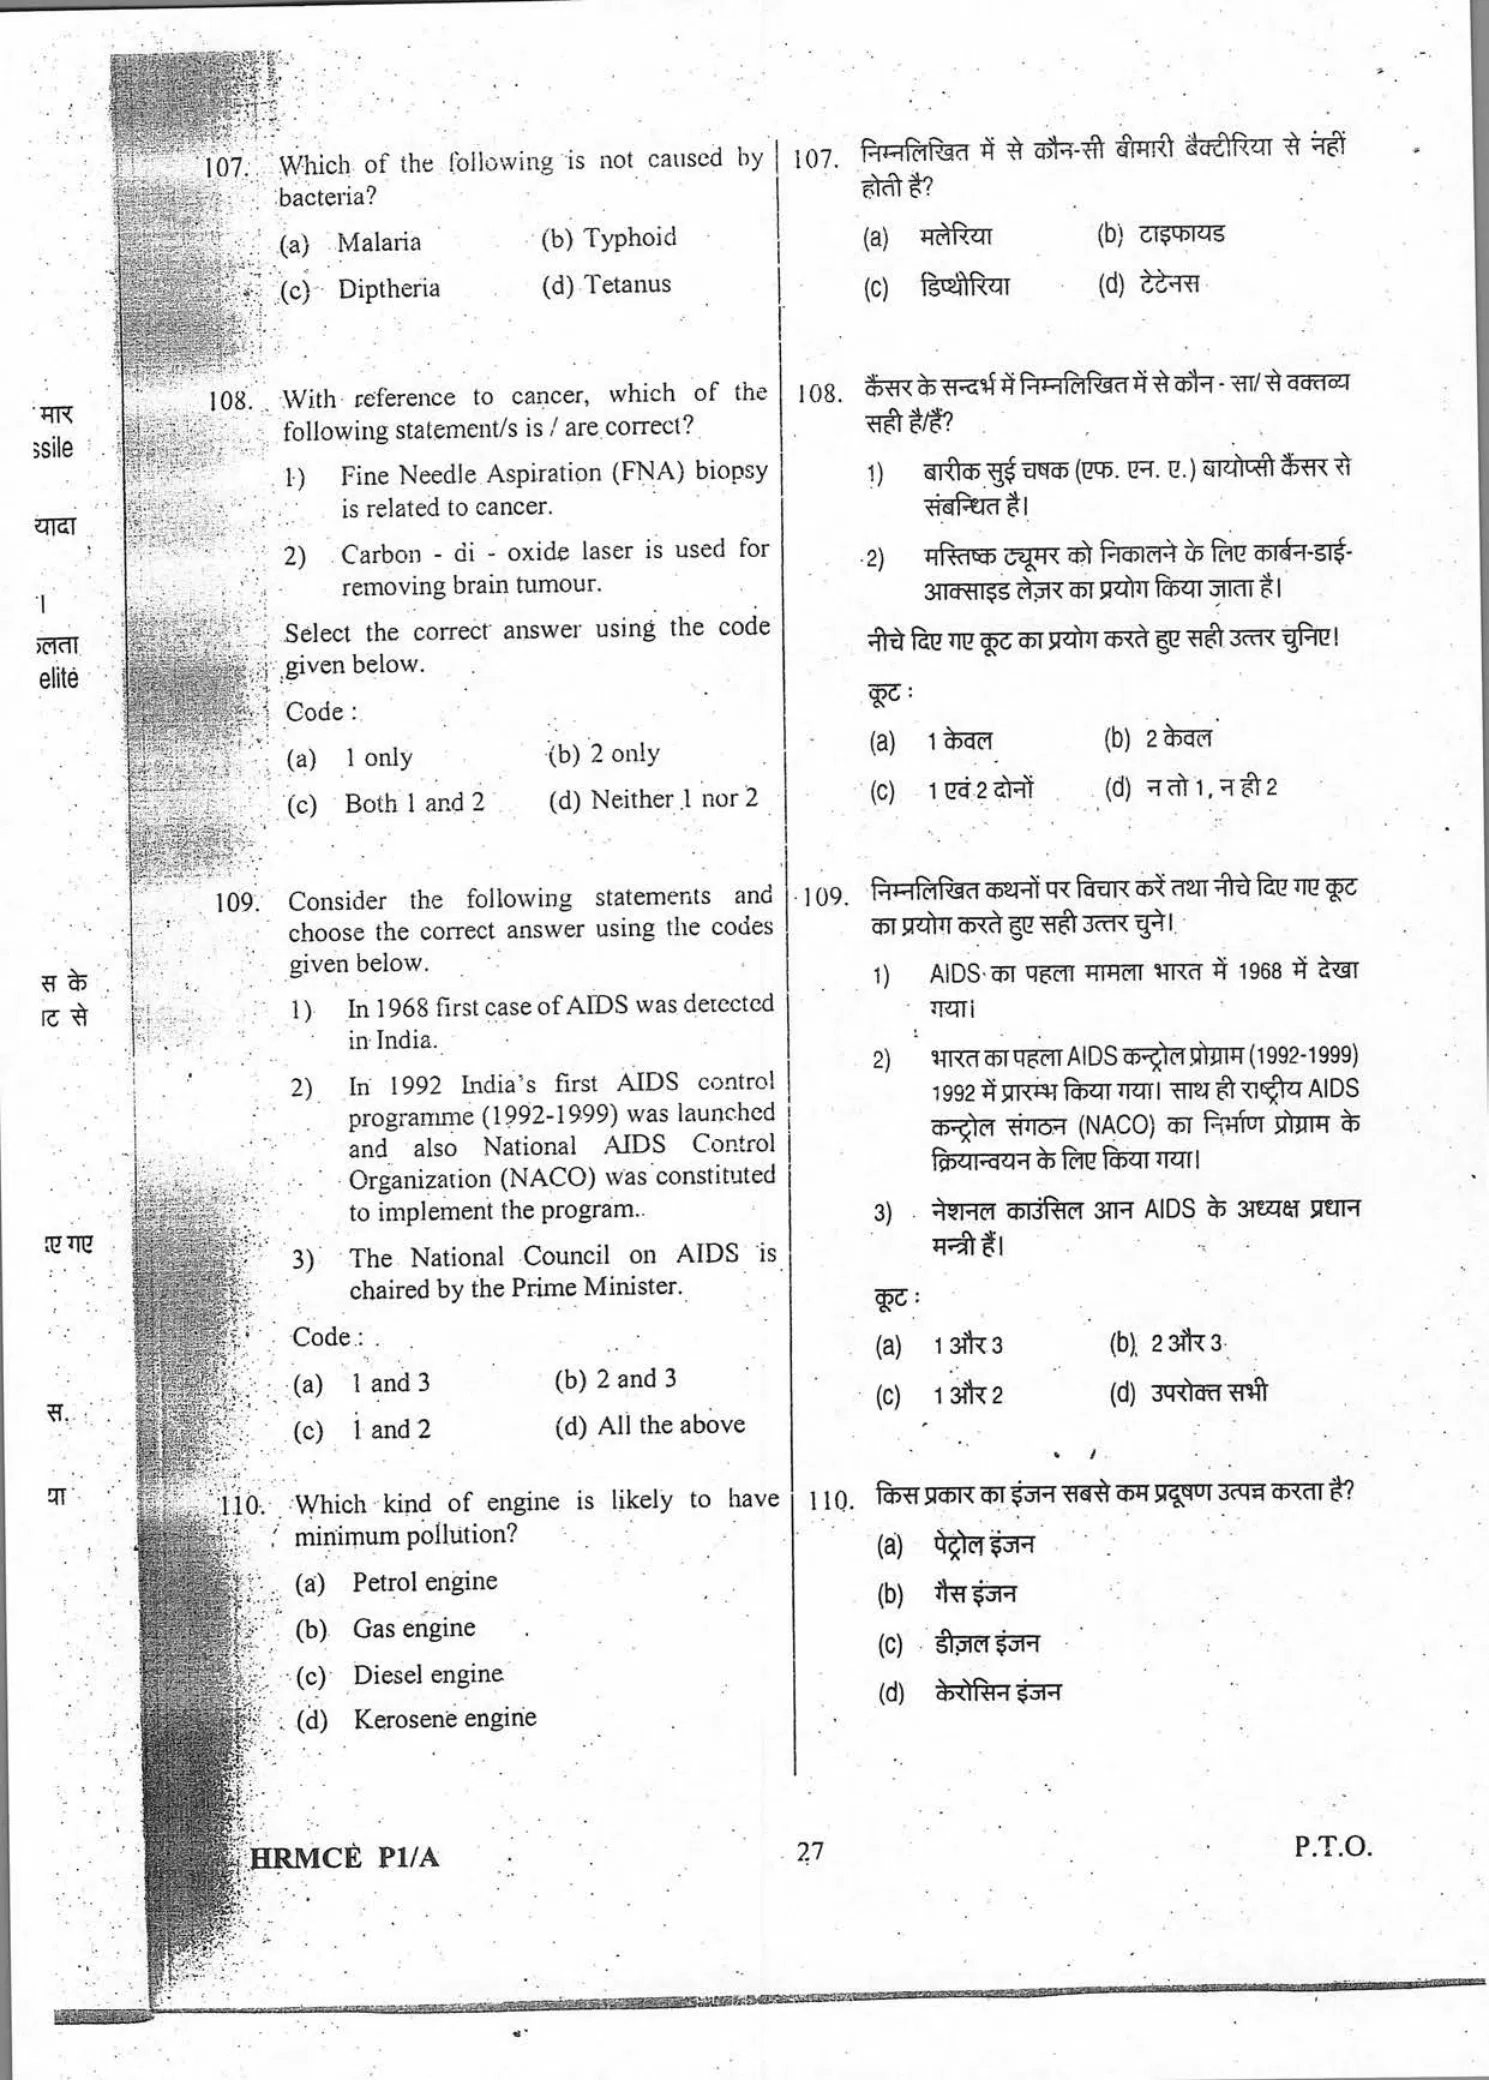 107. Which of the following is not caused by
bacteria?
(a) Malaria (b) Typhoid
(c) Diptheria (d) Tetanus
108. With reference to cancer, which of the
following statement/s is / are correct?
1) Fine Needle Aspiration (FNA) biopsy
is related to cancer.
2) Carbon - di - oxide laser is used for
removing brain tumour.
Select the correct answer using the code
given below.
Code :
(a) 1 only (b) 2 only
(c) Both 1 and 2 (d) Neither 1 nor 2
109. Consider the following statements and
choose the correct answer using the codes
given below.
1) In 1968 first case of AIDS was detected
in India.
2) In 1992 India's first AIDS control
programme (1992-1999) was launched
and also National AIDS Control
Organization (NACO) was constituted
to implement the program..
3) The National Council on AIDS is
chaired by the Prime Minister.
Code :
(a) 1 and 3 (b) 2 and 3
(c) 1 and 2 (d) All the above
110. Which kind of engine is likely to have
minimum pollution?
(a) Petrol engine
(b) Gas engine
(c) Diesel engine
(d) Kerosene engine
107. निम्नलिखित में से कौन-सी बीमारी बैक्टीरिया से नहीं
होती है?
(a) मलेरिया (b) टाइफायड
(c) डिप्थीरिया (d) टेटेनस
108. कैंसर के सन्दर्भ में निम्नलिखित में से कौन - सा/ से वक्तव्य
सही है/हैं?
1) बारीक सुई चषक (एफ. एन. ए.) बायोप्सी कैंसर से
संबन्धित है।
2) मस्तिष्क ट्यूमर को निकालने के लिए कार्बन-डाई-
आक्साइड लेज़र का प्रयोग किया जाता है।
नीचे दिए गए कूट का प्रयोग करते हुए सही उत्तर चुनिए।
कूट :
(a) 1 केवल (b) 2 केवल
(c) 1 एवं 2 दोनों (d) न तो 1, न ही 2
109. निम्नलिखित कथनों पर विचार करें तथा नीचे दिए गए कूट
का प्रयोग करते हुए सही उत्तर चुने।
1) AIDS का पहला मामला भारत में 1968 में देखा
गया।
2) भारत का पहला AIDS कन्ट्रोल प्रोग्राम (1992-1999)
1992 में प्रारम्भ किया गया। साथ ही राष्ट्रीय AIDS
कन्ट्रोल संगठन (NACO) का निर्माण प्रोग्राम के
क्रियान्वयन के लिए किया गया।
3) नेशनल काउंसिल आन AIDS के अध्यक्ष प्रधान
मन्त्री हैं।
कूट :
(a) 1 और 3 (b) 2 और 3
(c) 1 और 2 (d) उपरोक्त सभी
110. किस प्रकार का इंजन सबसे कम प्रदूषण उत्पन्न करता है?
(a) पेट्रोल इंजन
(b) गैस इंजन
(c) डीज़ल इंजन
(d) केरोसिन इंजन
मार
ssile
यादा
elite
स के
गए
स.
HRMCE P1/A 27 P.T.O.